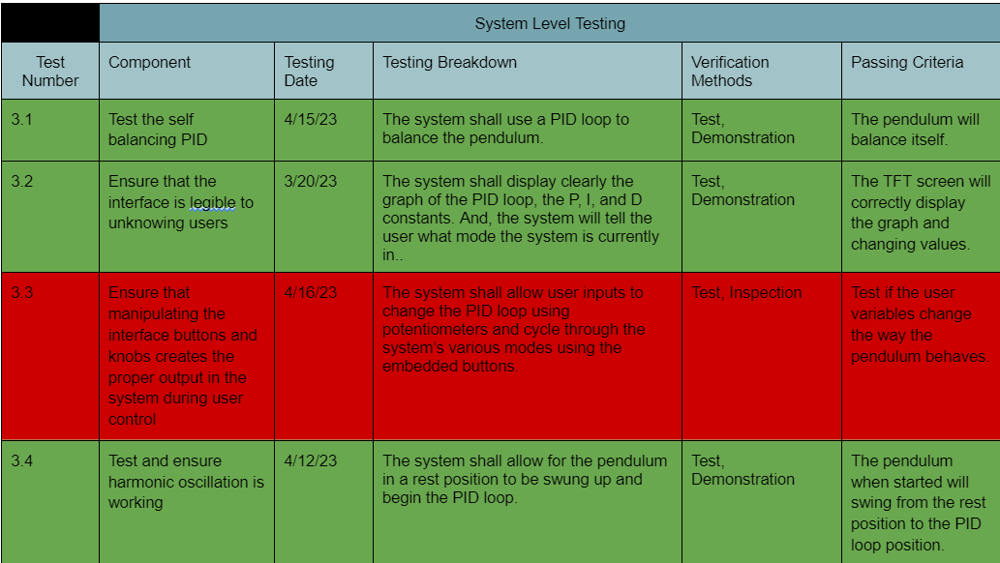 System Level Testing
Test
Number
Component
Testing
Date
Testing Breakdown
Verification
Methods
Passing Criteria
3.1
Test the self
balancing PID
4/15/23
The system shall use a PID loop to
balance the pendulum.
Test,
Demonstration
The pendulum will
balance itself.
3.2
Ensure that the
interface is legible to
unknowing users
3/20/23
The system shall display clearly the
graph of the PID loop, the P, I, and D
constants. And, the system will tell the
user what mode the system is currently
in..
Test,
Demonstration
The TFT screen will
correctly display
the graph and
changing values.
3.3
Ensure that
manipulating the
interface buttons and
knobs creates the
proper output in the
system during user
control
4/16/23
The system shall allow user inputs to
change the PID loop using
potentiometers and cycle through the
system's various modes using the
embedded buttons.
Test, Inspection
Test if the user
variables change
the way the
pendulum behaves
3.4
Test and ensure
harmonic oscillation is
working
4/12/23
The system shall allow for the pendulum
in a rest position to be swung up and
begin the PID loop.
Test,
Demonstration
The pendulum
when started will
swing from the rest
position to the PID
loop position.